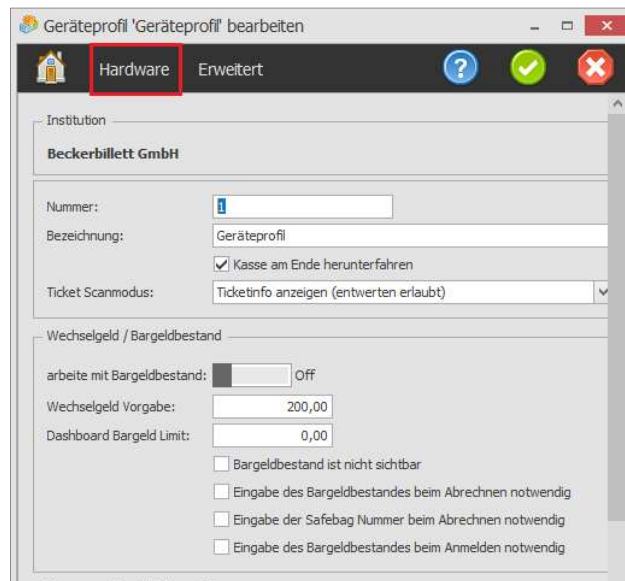 Geräteprofil 'Geräteprofil' bearbeiten
Hardware Erweitert
Institution
Beckerbillett GmbH
Nummer: 1
Bezeichnung: Geräteprofil
Kasse am Ende herunterfahren
Ticket Scanmodus: Ticketinfo anzeigen (entwerten erlaubt)
Wechselgeld / Bargeldbestand
arbeite mit Bargeldbestand: Off
Wechselgeld Vorgabe: 200,00
Dashboard Bargeld Limit: 0,00
Bargeldbestand ist nicht sichtbar
Eingabe des Bargeldbestandes beim Abrechnen notwendig
Eingabe der Safebag Nummer beim Abrechnen notwendig
Eingabe des Bargeldbestandes beim Anmelden notwendig